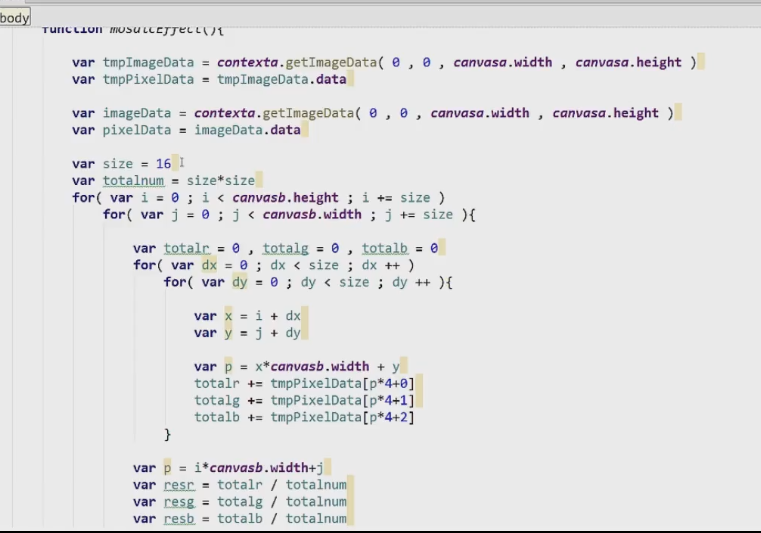 body
function mosaicEffect(){
var tmpImageData = contexta.getImageData( 0 , 0 , canvasa.width , canvasa.height )
var tmpPixelData = tmpImageData.data
var imageData = contexta.getImageData( 0 , 0 , canvasa.width , canvasa.height )
var pixelData = imageData.data
var size = 16
var totalnum = size*size
for( var i = 0 ; i < canvasb.height ; i += size )
for( var j = 0 ; j < canvasb.width ; j += size ){
var totalr = 0 , totalg = 0 , totalb = 0
for( var dx = 0 ; dx < size ; dx ++ )
for( var dy = 0 ; dy < size ; dy ++ ){
var x = i + dx
var y = j + dy
var p = x*canvasb.width + y
totalr += tmpPixelData[p*4+0]
totalg += tmpPixelData[p*4+1]
totalb += tmpPixelData[p*4+2]
}
var p = i*canvasb.width+j
var resr = totalr / totalnum
var resg = totalg / totalnum
var resb = totalb / totalnum